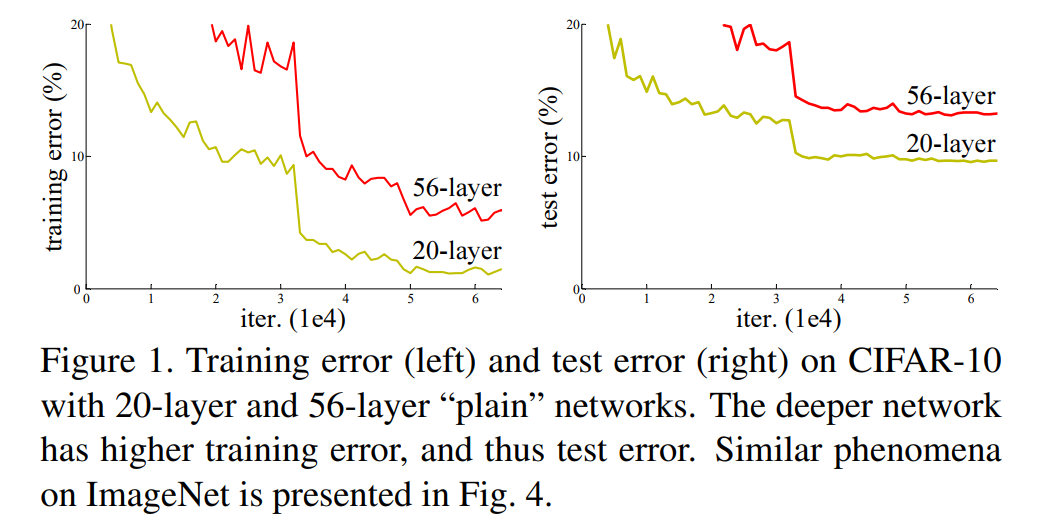 20
10
0
training error (%)
0 1 2 3 4 5 6
iter. (1e4)
56-layer
20-layer
20
10
0
test error (%)
0 1 2 3 4 5 6
iter. (1e4)
56-layer
20-layer
Figure 1. Training error (left) and test error (right) on CIFAR-10
with 20-layer and 56-layer “plain” networks. The deeper network
has higher training error, and thus test error. Similar phenomena
on ImageNet is presented in Fig. 4.